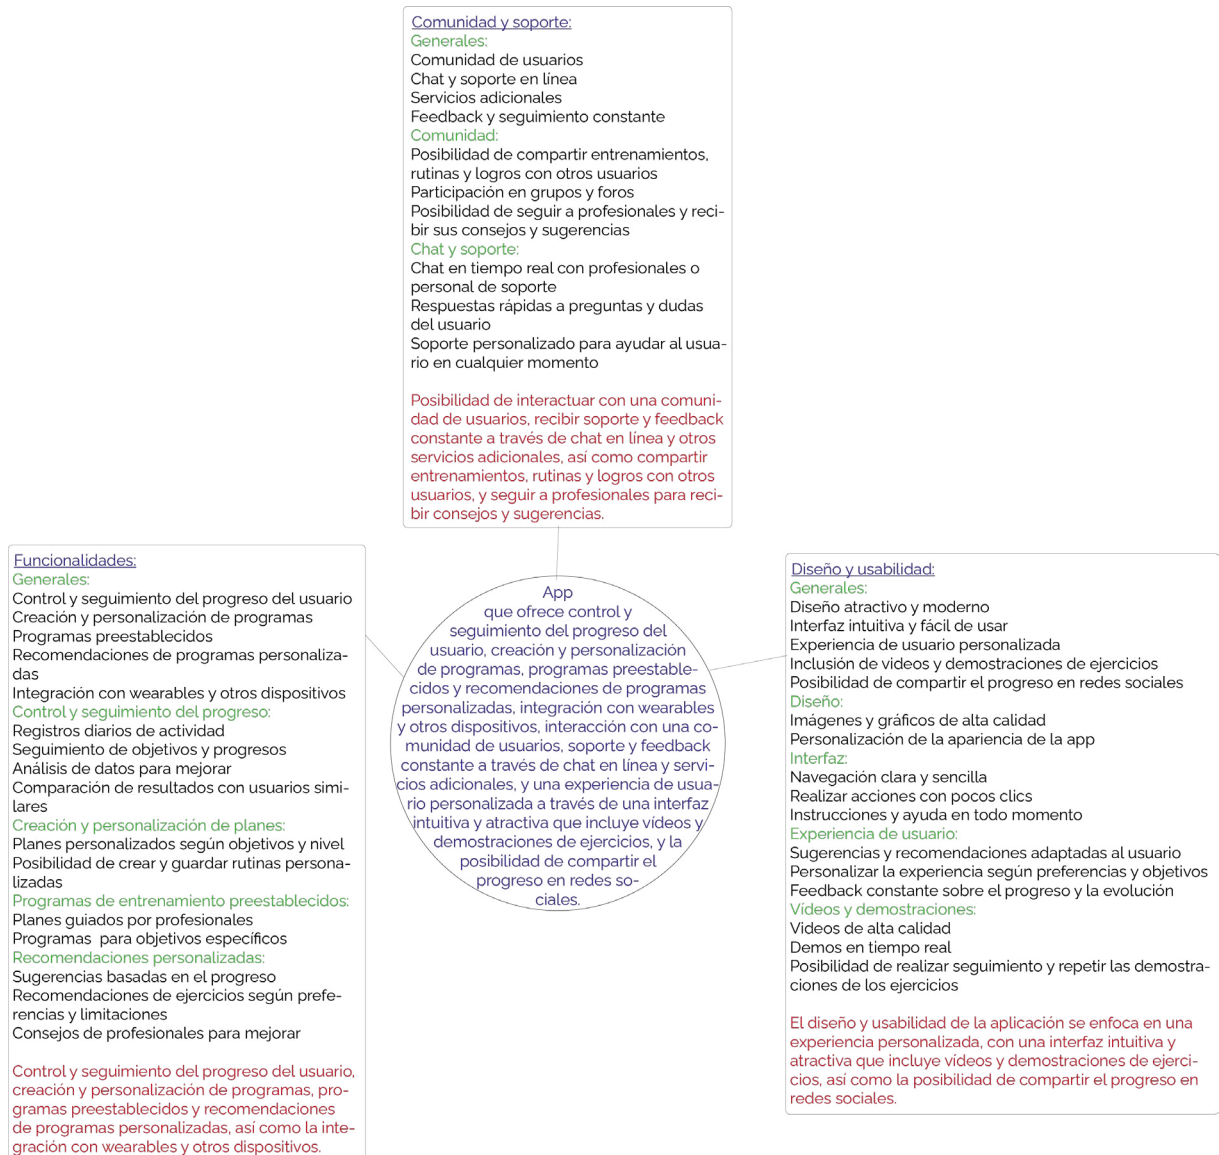 Comunidad y soporte:
Generales:
Comunidad de usuarios
Chat y soporte en línea
Servicios adicionales
Feedback y seguimiento constante
Comunidad:
Posibilidad de compartir entrenamientos,
rutinas y logros con otros usuarios
Participación en grupos y foros
Posibilidad de seguir a profesionales y reci-
bir sus consejos y sugerencias
Chat y soporte:
Chat en tiempo real con profesionales o
personal de soporte
Respuestas rápidas a preguntas y dudas
del usuario
Soporte personalizado para ayudar al usua-
rio en cualquier momento
Posibilidad de interactuar con una comuni-
dad de usuarios, recibir soporte y feedback
constante a través de chat en línea y otros
servicios adicionales, así como compartir
entrenamientos, rutinas y logros con otros
usuarios, y seguir a profesionales para reci-
bir consejos y sugerencias.
Funcionalidades:
Generales:
Control y seguimiento del progreso del usuario
Creación y personalización de programas
Programas preestablecidos
Recomendaciones de programas personaliza-
das
Integración con wearables y otros dispositivos
Control y seguimiento del progreso:
Registros diarios de actividad
Seguimiento de objetivos y progresos
Análisis de datos para mejorar
Comparación de resultados con usuarios simi-
lares
Creación y personalización de planes:
Planes personalizados según objetivos y nivel
Posibilidad de crear y guardar rutinas persona-
lizadas
Programas de entrenamiento preestablecidos:
Planes guiados por profesionales
Programas  para objetivos específicos
Recomendaciones personalizadas:
Sugerencias basadas en el progreso
Recomendaciones de ejercicios según prefe-
rencias y limitaciones
Consejos de profesionales para mejorar
Control y seguimiento del progreso del usuario,
creación y personalización de programas, pro-
gramas preestablecidos y recomendaciones
de programas personalizadas, así como la inte-
gración con wearables y otros dispositivos.
App
que ofrece control y
seguimiento del progreso del
usuario, creación y personalización
de programas, programas preestable-
cidos y recomendaciones de programas
personalizadas, integración con wearables
y otros dispositivos, interacción con una co-
munidad de usuarios, soporte y feedback
constante a través de chat en línea y servi-
cios adicionales, y una experiencia de usua-
rio personalizada a través de una interfaz
intuitiva y atractiva que incluye vídeos y
demostraciones de ejercicios, y la
posibilidad de compartir el
progreso en redes so-
ciales.
Diseño y usabilidad:
Generales:
Diseño atractivo y moderno
Interfaz intuitiva y fácil de usar
Experiencia de usuario personalizada
Inclusión de videos y demostraciones de ejercicios
Posibilidad de compartir el progreso en redes sociales
Diseño:
Imágenes y gráficos de alta calidad
Personalización de la apariencia de la app
Interfaz:
Navegación clara y sencilla
Realizar acciones con pocos clics
Instrucciones y ayuda en todo momento
Experiencia de usuario:
Sugerencias y recomendaciones adaptadas al usuario
Personalizar la experiencia según preferencias y objetivos
Feedback constante sobre el progreso y la evolución
Vídeos y demostraciones:
Videos de alta calidad
Demos en tiempo real
Posibilidad de realizar seguimiento y repetir las demostra-
ciones de los ejercicios
El diseño y usabilidad de la aplicación se enfoca en una
experiencia personalizada, con una interfaz intuitiva y
atractiva que incluye vídeos y demostraciones de ejerci-
cios, así como la posibilidad de compartir el progreso en
redes sociales.